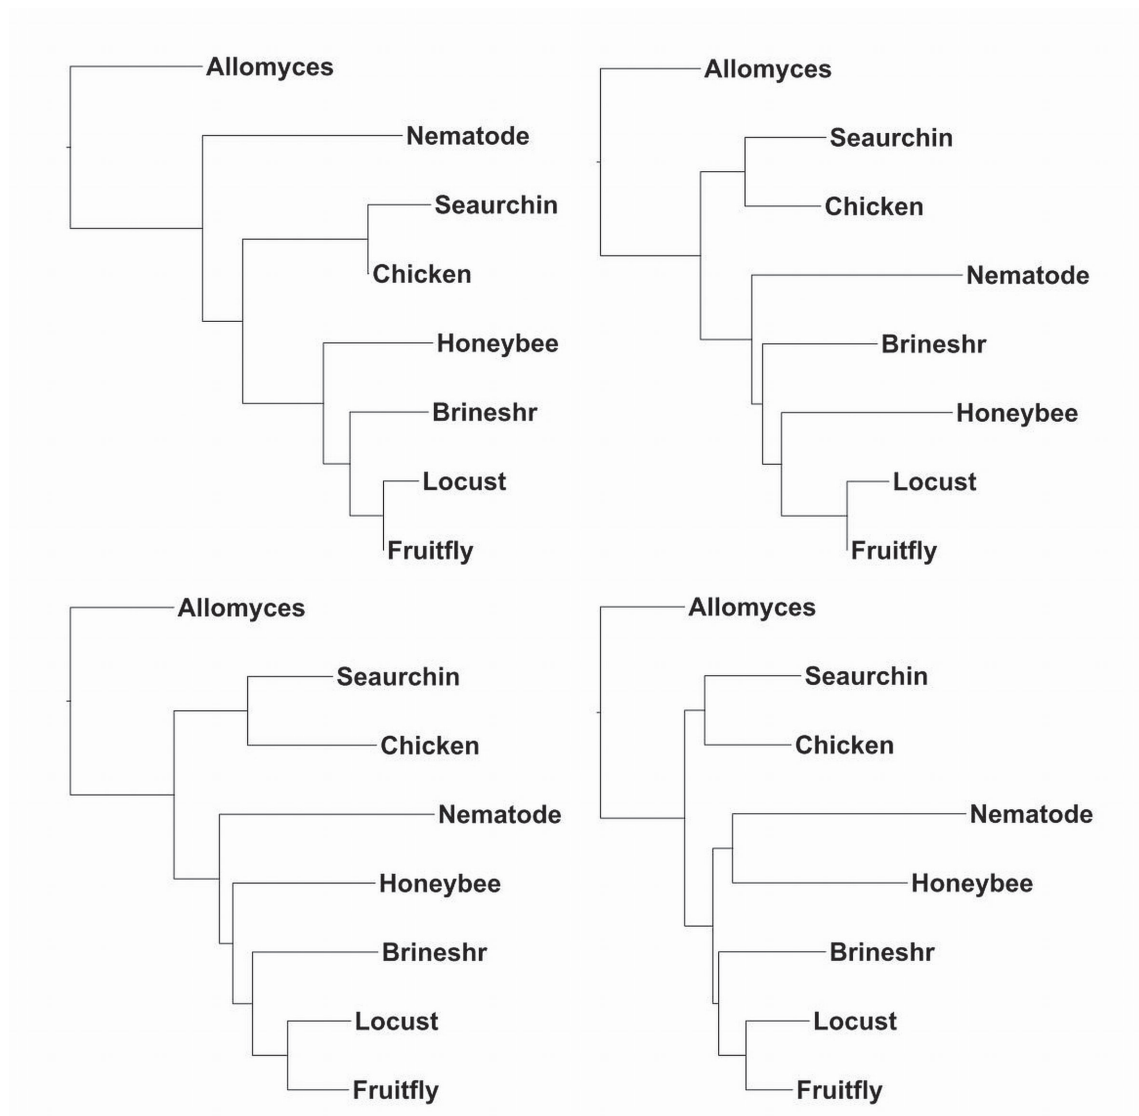 Allomyces
Nematode
Seaurchin
Chicken
Honeybee
Brineshr
Locust
Fruitfly
Allomyces
Seaurchin
Chicken
Nematode
Brineshr
Honeybee
Locust
Fruitfly
Allomyces
Seaurchin
Chicken
Nematode
Honeybee
Brineshr
Locust
Fruitfly
Allomyces
Seaurchin
Chicken
Nematode
Honeybee
Brineshr
Locust
Fruitfly